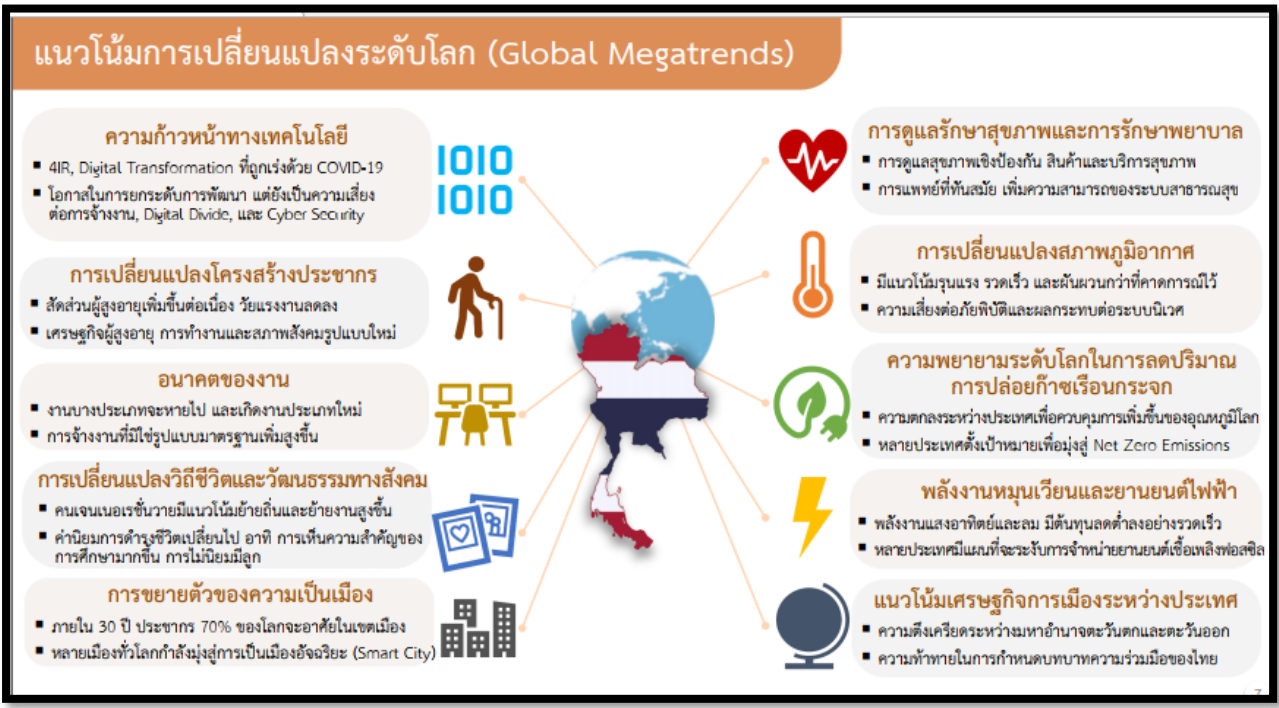 แนวโน้มการเปลี่ยนแปลงระดับโลก (Global Megatrends)
ความก้าวหน้าทางเทคโนโลยี
▪ 4IR, Digital Transformation ที่ถูกเร่งด้วย COVID-19
▪ โอกาสในการยกระดับการพัฒนา แต่ยังเป็นความเสี่ยง
ต่อการจ้างงาน, Digital Divide, และ Cyber Security
1010
1010
การเปลี่ยนแปลงโครงสร้างประชากร
▪ สัดส่วนผู้สูงอายุเพิ่มขึ้นต่อเนื่อง วัยแรงงานลดลง
▪ เศรษฐกิจผู้สูงอายุ การทำงานและสภาพสังคมรูปแบบใหม่
อนาคตของงาน
▪ งานบางประเภทจะหายไป และเกิดงานประเภทใหม่
▪ การจ้างงานที่มิใช่รูปแบบมาตรฐานเพิ่มสูงขึ้น
การเปลี่ยนแปลงวิถีชีวิตและวัฒนธรรมทางสังคม
▪ คนเจนเนอเรชั่นวายมีแนวโน้มย้ายถิ่นและย้ายงานสูงขึ้น
▪ ค่านิยมการดำรงชีวิตเปลี่ยนไป อาทิ การเห็นความสำคัญของ
การศึกษามากขึ้น การไม่นิยมมีลูก
การขยายตัวของความเป็นเมือง
▪ ภายใน 30 ปี ประชากร 70% ของโลกจะอาศัยในเขตเมือง
▪ หลายเมืองทั่วโลกกำลังมุ่งสู่การเป็นเมืองอัจฉริยะ (Smart City)
การดูแลรักษาสุขภาพและการรักษาพยาบาล
▪ การดูแลสุขภาพเชิงป้องกัน สินค้าและบริการสุขภาพ
▪ การแพทย์ที่ทันสมัย เพิ่มความสามารถของระบบสาธารณสุข
การเปลี่ยนแปลงสภาพภูมิอากาศ
▪ มีแนวโน้มรุนแรง รวดเร็ว และผันผวนกว่าที่คาดการณ์ไว้
▪ ความเสี่ยงต่อภัยพิบัติและผลกระทบต่อระบบนิเวศ
ความพยายามระดับโลกในการลดปริมาณ
การปล่อยก๊าซเรือนกระจก
▪ ความตกลงระหว่างประเทศเพื่อควบคุมการเพิ่มขึ้นของอุณหภูมิโลก
▪ หลายประเทศตั้งเป้าหมายเพื่อมุ่งสู่ Net Zero Emissions
พลังงานหมุนเวียนและยานยนต์ไฟฟ้า
▪ พลังงานแสงอาทิตย์และลม มีต้นทุนลดต่ำลงอย่างรวดเร็ว
▪ หลายประเทศมีแผนที่จะระงับการจำหน่ายยานยนต์เชื้อเพลิงฟอสซิล
แนวโน้มเศรษฐกิจการเมืองระหว่างประเทศ
▪ ความตึงเครียดระหว่างมหาอำนาจตะวันตกและตะวันออก
▪ ความท้าทายในการกำหนดบทบาทความร่วมมือของไทย
7